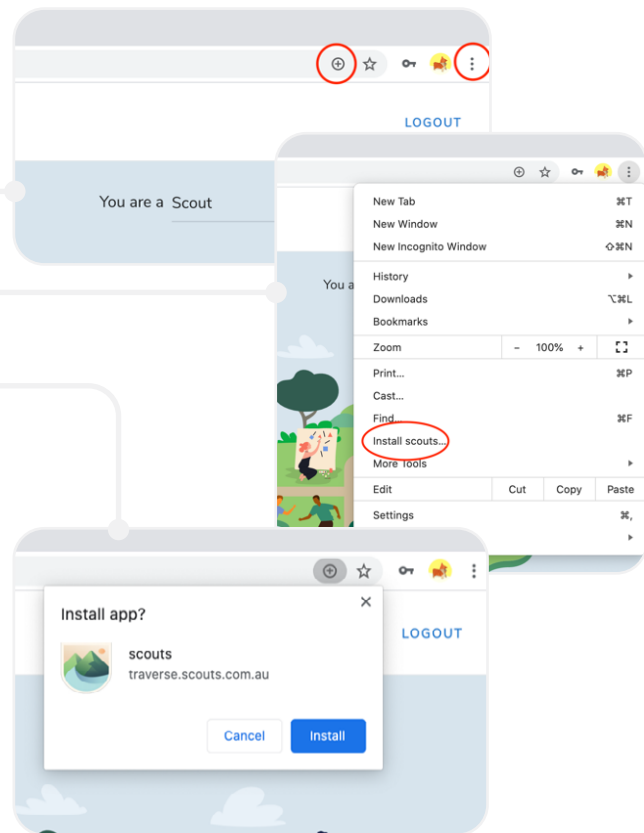 LOGOUT
You are a Scout
You a
New Tab ⌘T
New Window ⌘N
New Incognito Window ⇧⌘N
History
Downloads ⌥⌘L
Bookmarks
Zoom - 100% +
Print... ⌘P
Cast...
Find... ⌘F
Install scouts...
More Tools
Edit Cut Copy Paste
Settings ⌘,
Install app?
LOGOUT
scouts
traverse.scouts.com.au
Cancel Install